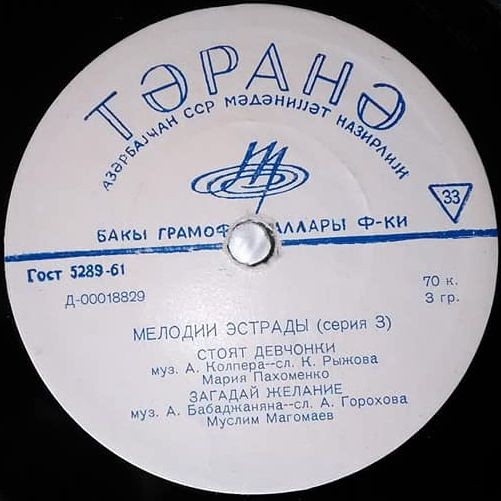 ТӘРАНӘ
АЗӘРБАЈҸАН ССР МӘДӘНИЈЈӘТ НАЗИРЛИЈИ
33
БАКЫ ГРАМОФ АЛЛАРЫ Ф-КИ
Гост 5289-61
70 к.
Д-00018829
3 гр.
МЕЛОДИИ ЭСТРАДЫ (серия 3)
СТОЯТ ДЕВЧОНКИ
муз. А. Колпера--сл. К. Рыжова
Мария Пахоменко
ЗАГАДАЙ ЖЕЛАНИЕ
муз. А. Бабаджаняна--сл. А. Горохова
Муслим Магомаев